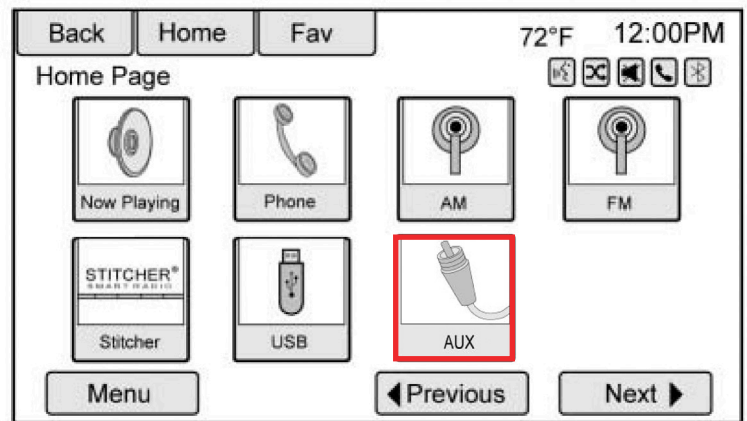 Back Home Fav 72°F 12:00PM
Home Page
Now Playing Phone AM FM
STITCHER®
SMART RADIO
Stitcher USB AUX
Menu Previous Next